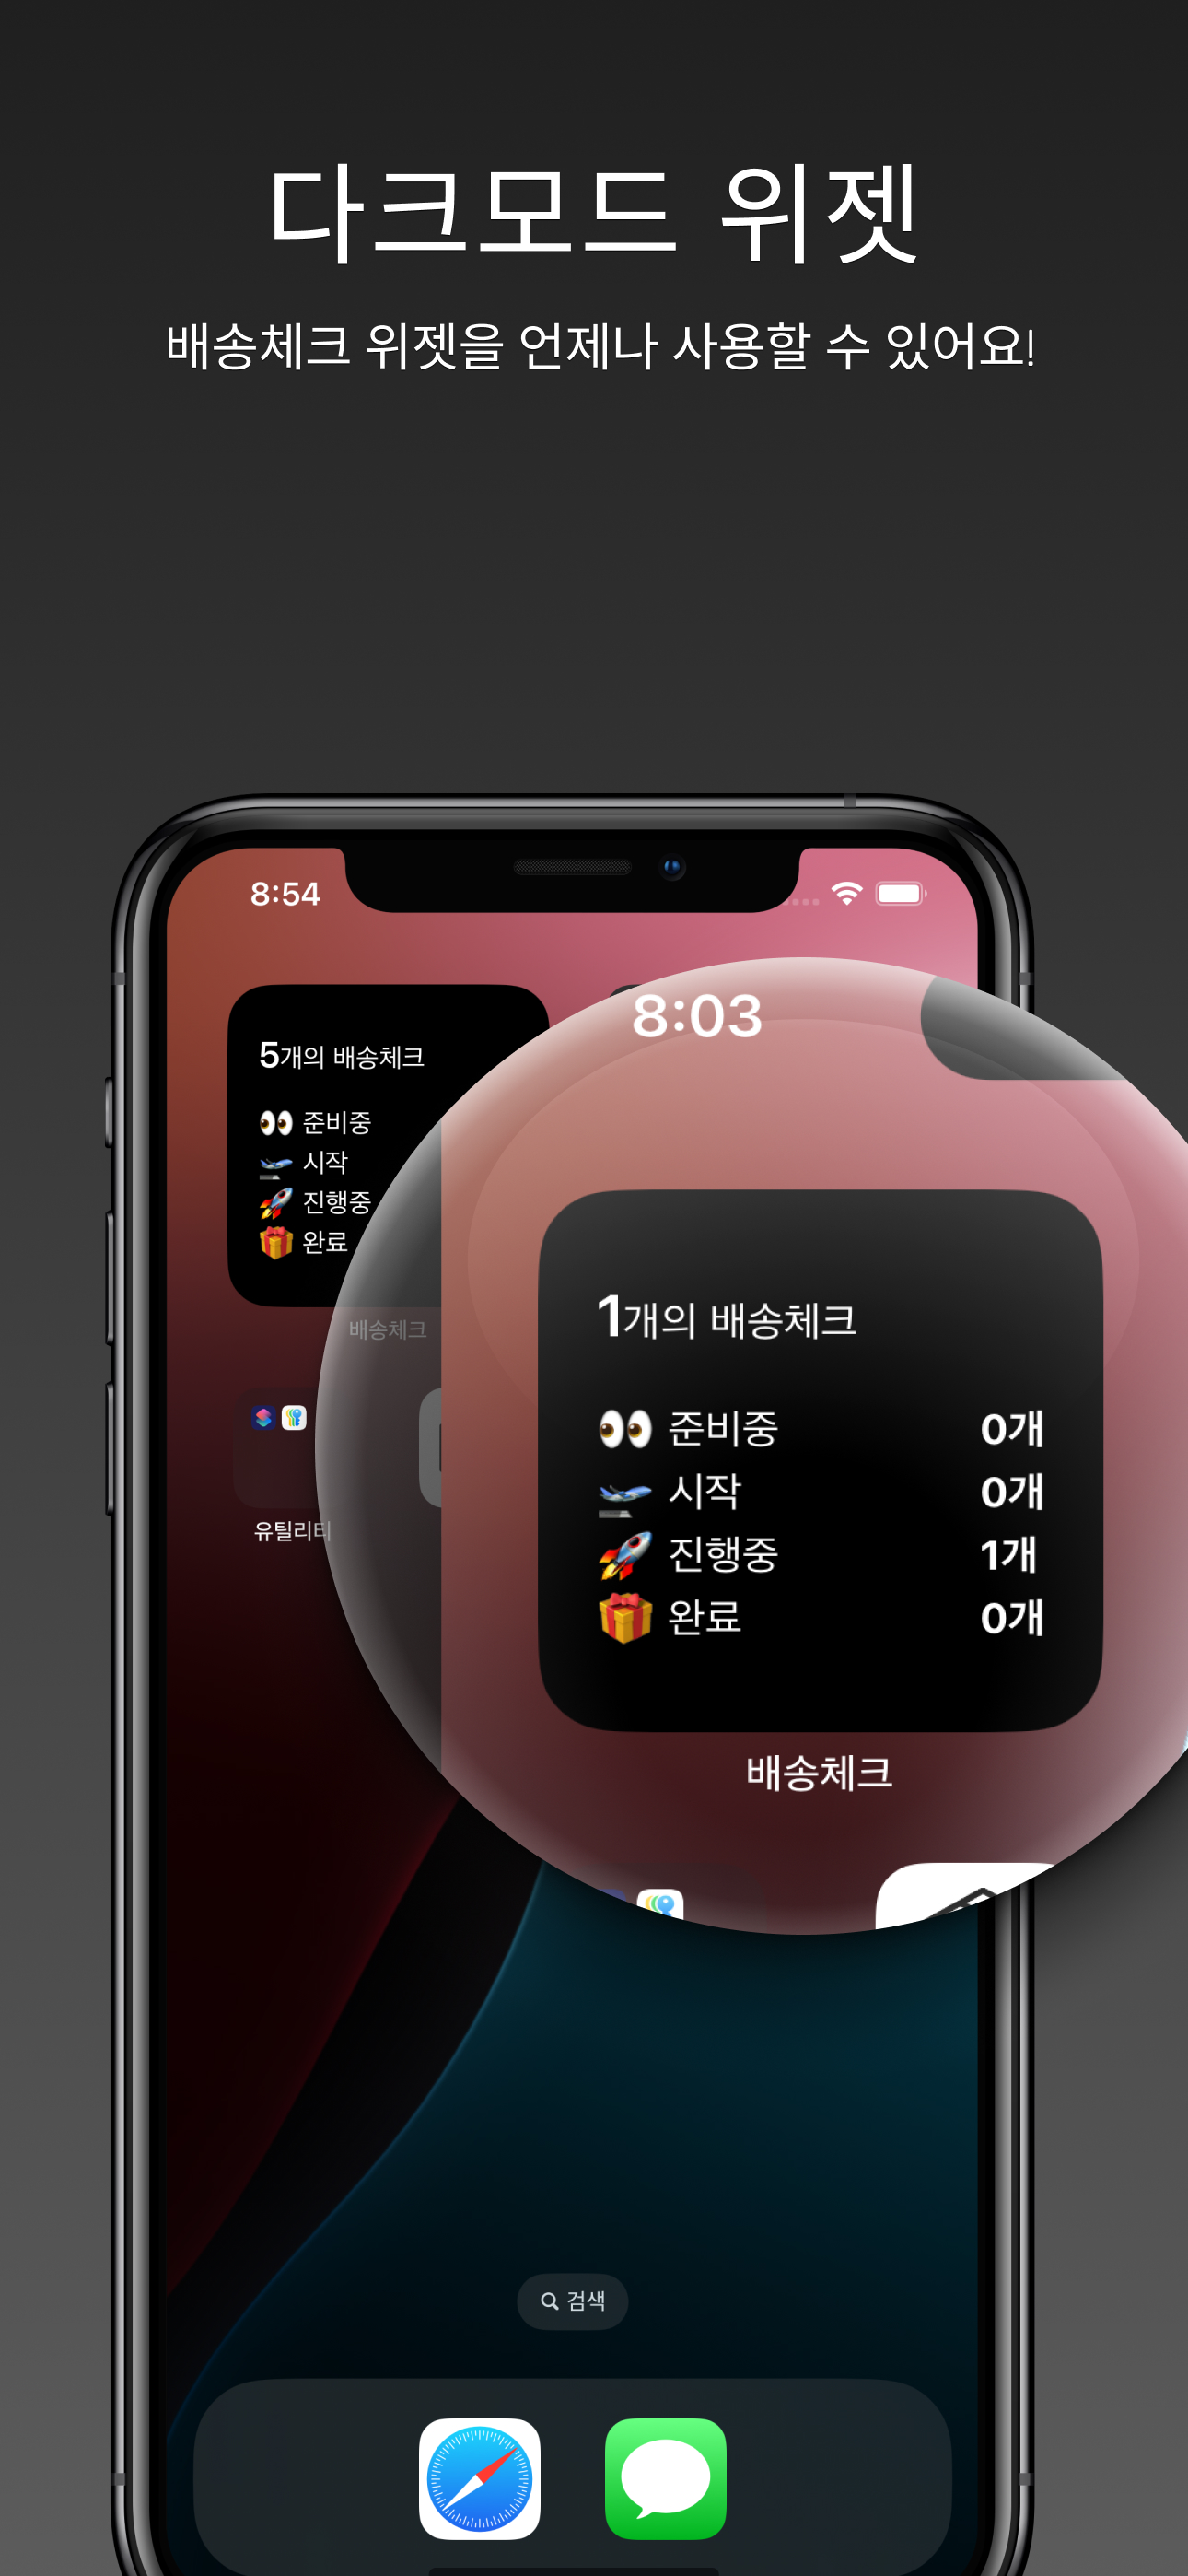 다크모드 위젯
배송체크 위젯을 언제나 사용할 수 있어요!
8:54
5개의 배송체크
👀 준비중
🛫 시작
🚀 진행중
🎁 완료
배송체크
유틸리티
8:03
1개의 배송체크
👀 준비중 0개
🛫 시작 0개
🚀 진행중 1개
🎁 완료 0개
배송체크
검색